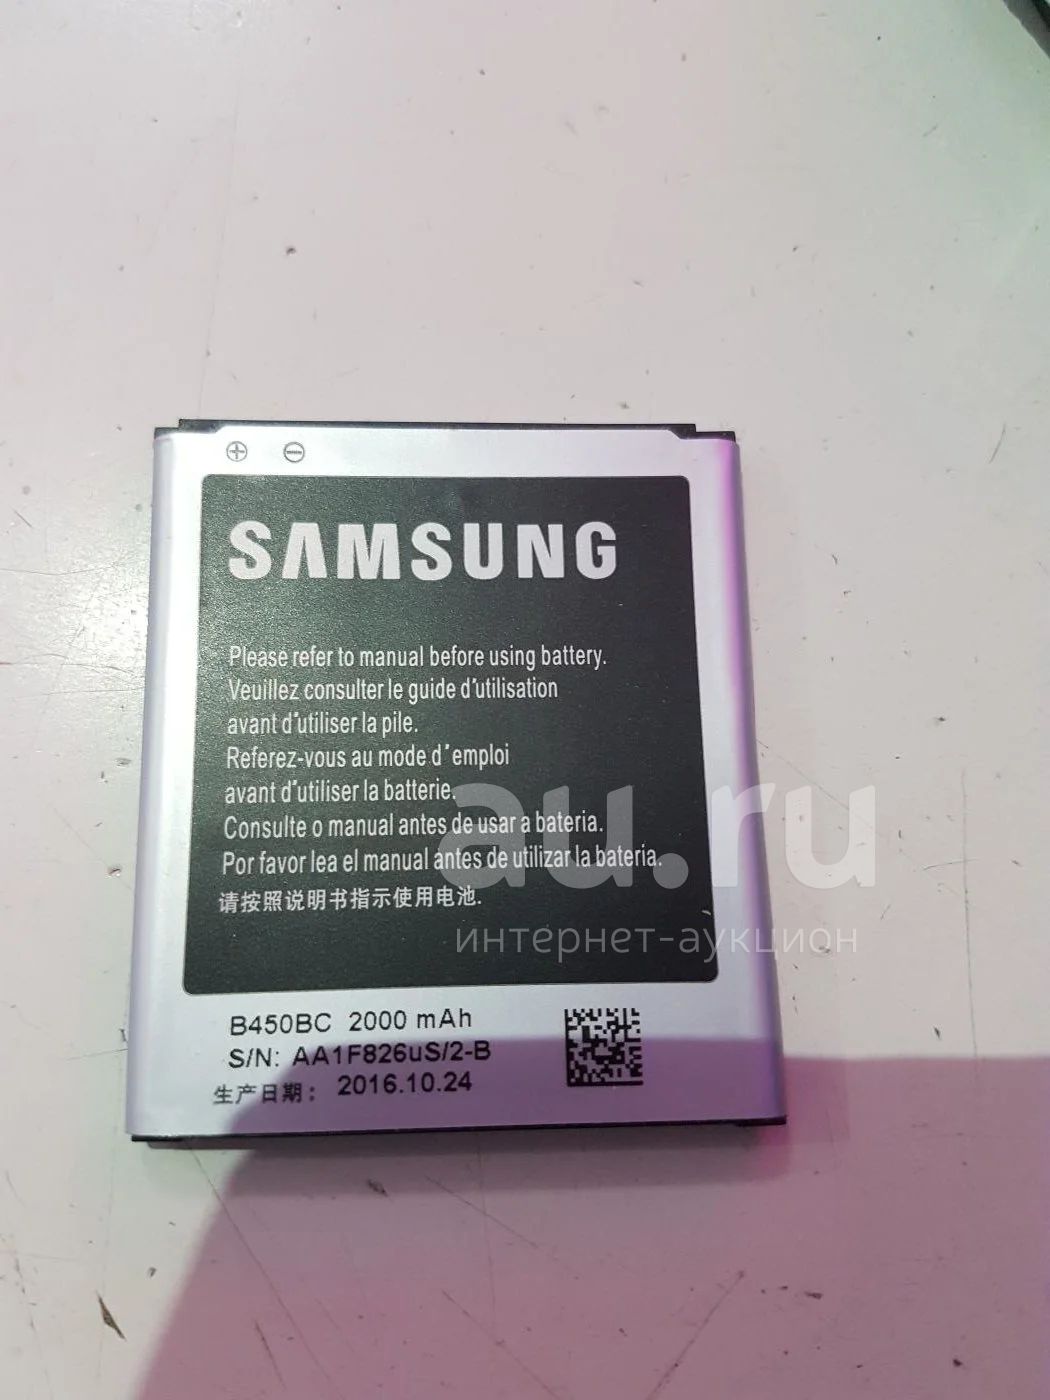 SAMSUNG
Please refer to manual before using battery.
Veuillez consulter le guide d'utilisation
avant d'utiliser la pile.
Referez-vous au mode d'emploi
avant d'utiliser la batterie.
Consulte o manual antes de usar a bateria.
Por favor lea el manual antes de utilizar la bateria.
请按照说明书指示使用电池.
au.ru
интернет-аукцион
B450BC 2000 mAh
S/N: AA1F826uS/2-B
生产日期: 2016.10.24